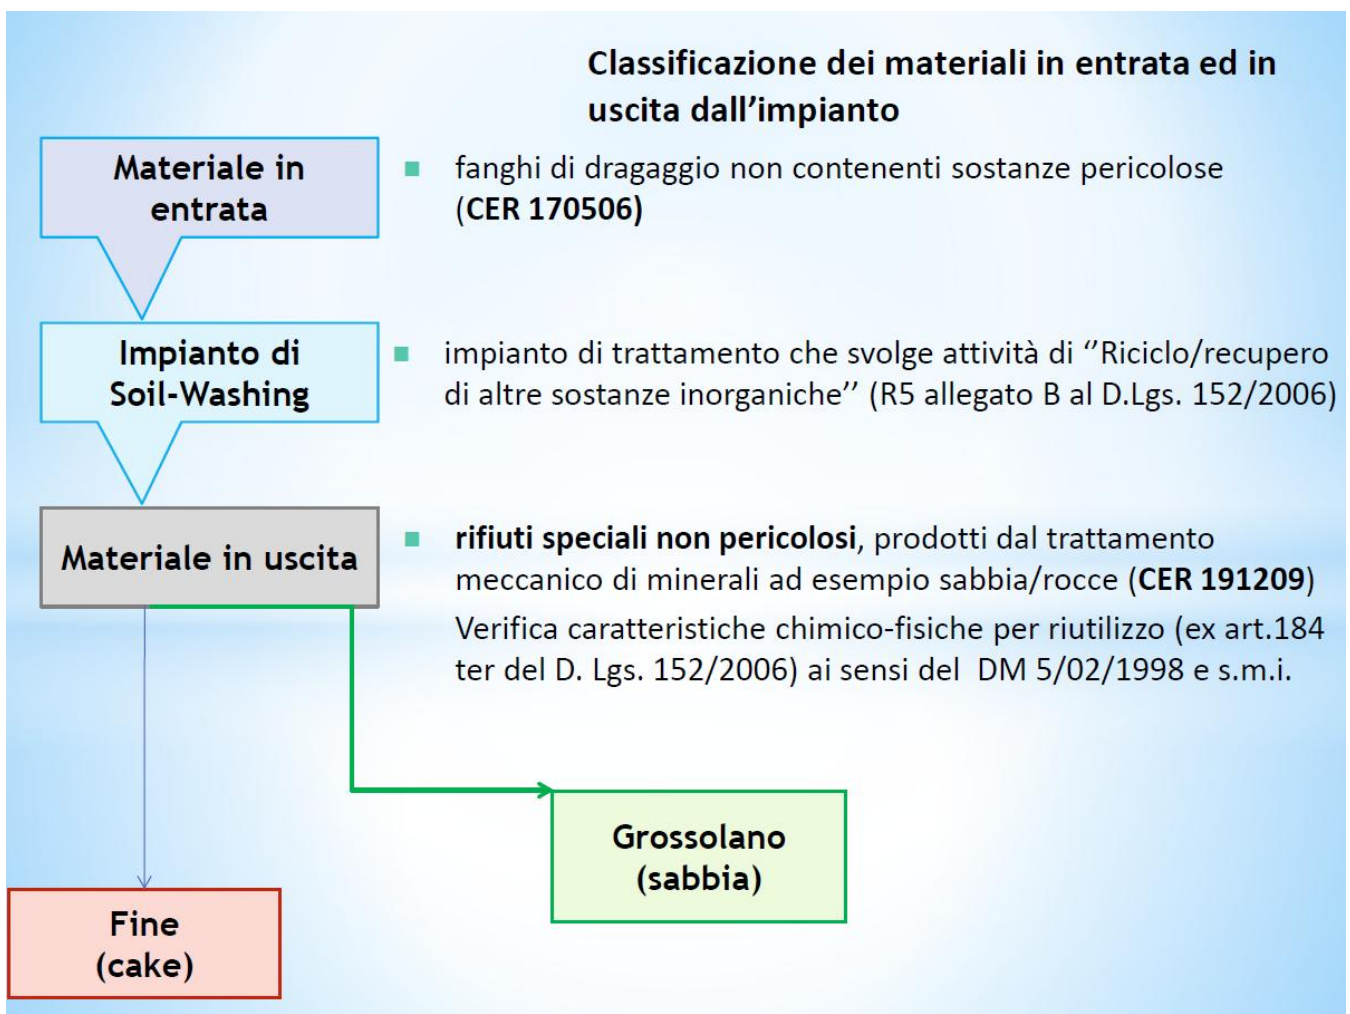 Classificazione dei materiali in entrata ed in
uscita dall’impianto
Materiale in
entrata
fanghi di dragaggio non contenenti sostanze pericolose
(CER 170506)
Impianto di
Soil-Washing
impianto di trattamento che svolge attività di ‘’Riciclo/recupero
di altre sostanze inorganiche’’ (R5 allegato B al D.Lgs. 152/2006)
Materiale in uscita
rifiuti speciali non pericolosi, prodotti dal trattamento
meccanico di minerali ad esempio sabbia/rocce (CER 191209)
Verifica caratteristiche chimico-fisiche per riutilizzo (ex art.184
ter del D. Lgs. 152/2006) ai sensi del DM 5/02/1998 e s.m.i.
Grossolano
(sabbia)
Fine
(cake)